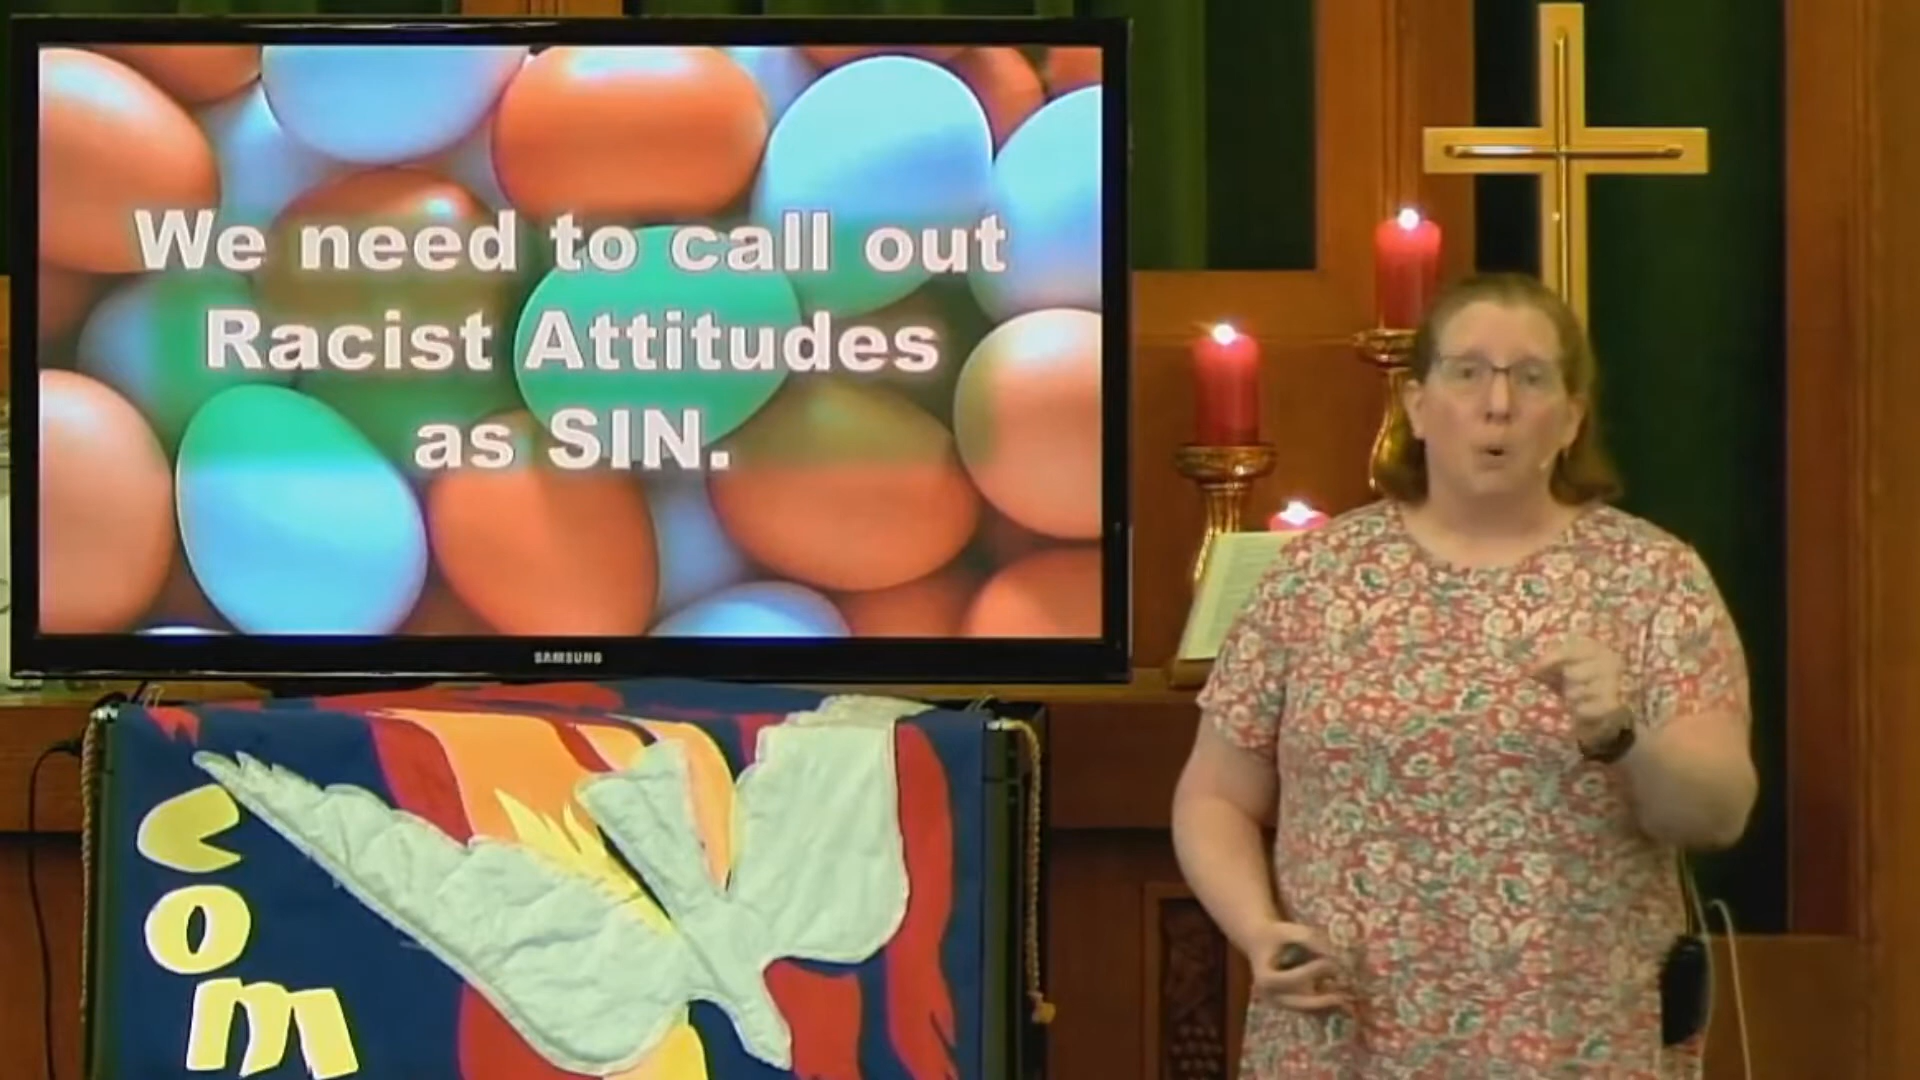 We need to call out
Racist Attitudes
as SIN.
SAMSUNG
com